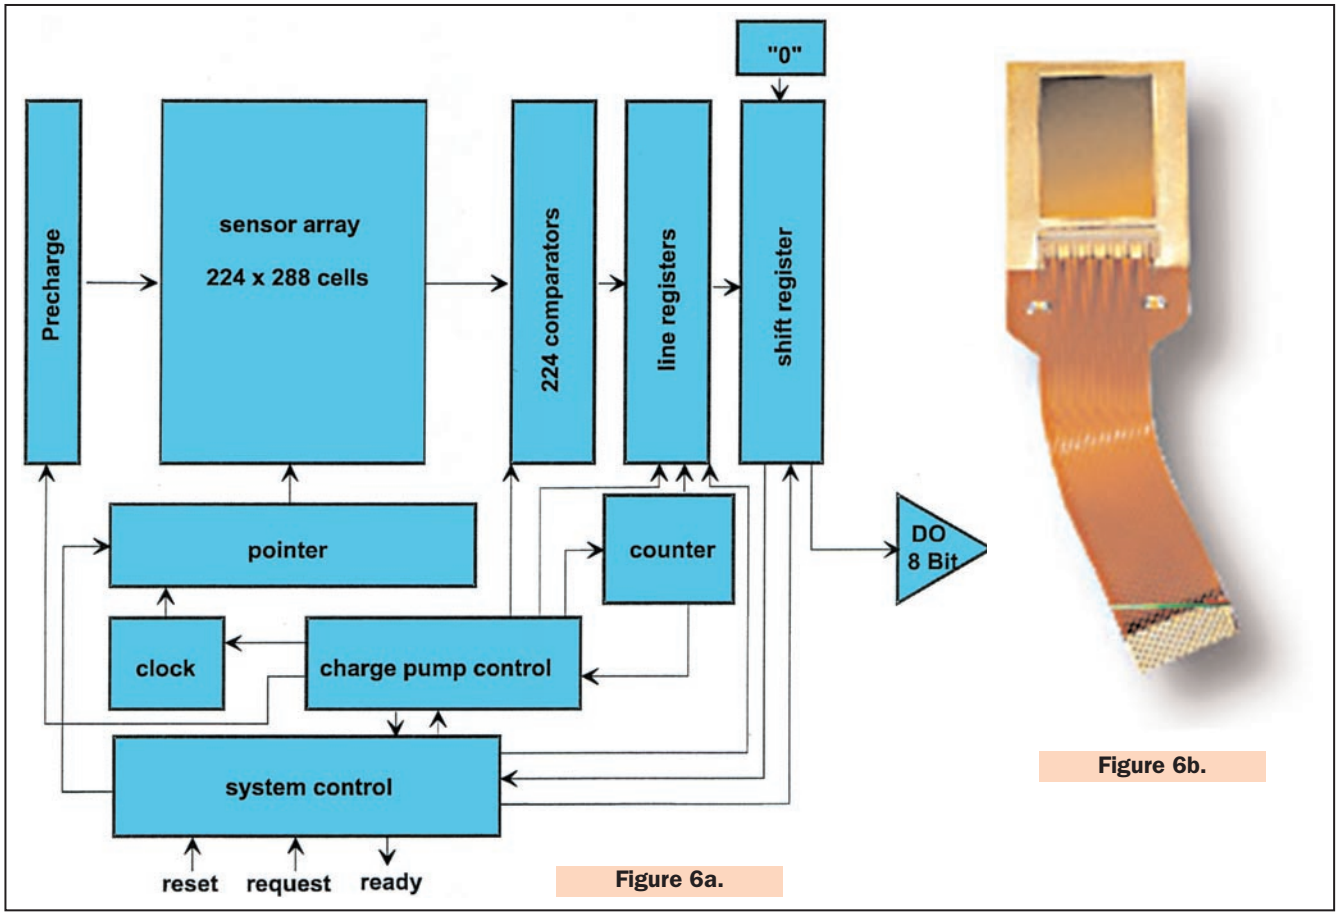 "0"
Precharge
sensor array
224 x 288 cells
224 comparators
line registers
shift register
pointer
counter
DO
8 Bit
clock
charge pump control
system control
reset
request
ready
Figure 6a.
Figure 6b.